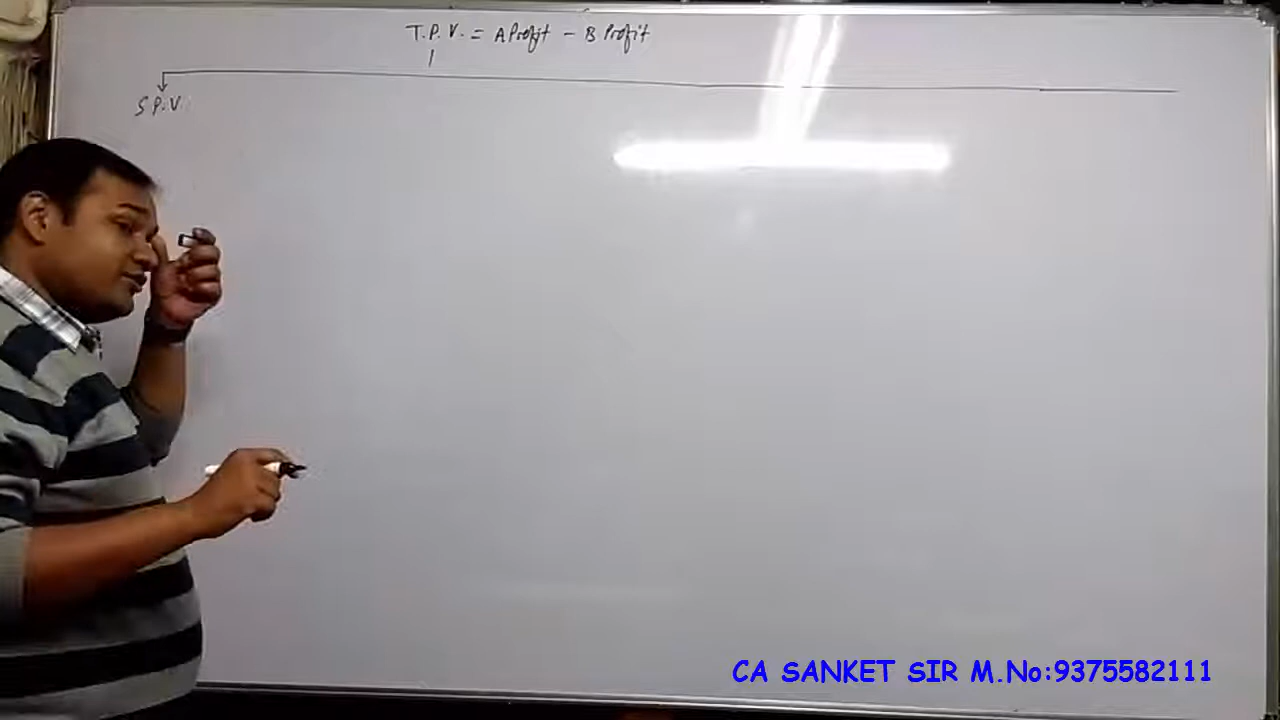 T.P.V. = A Profit - B Profit
S.P.V.
CA SANKET SIR M.No:9375582111